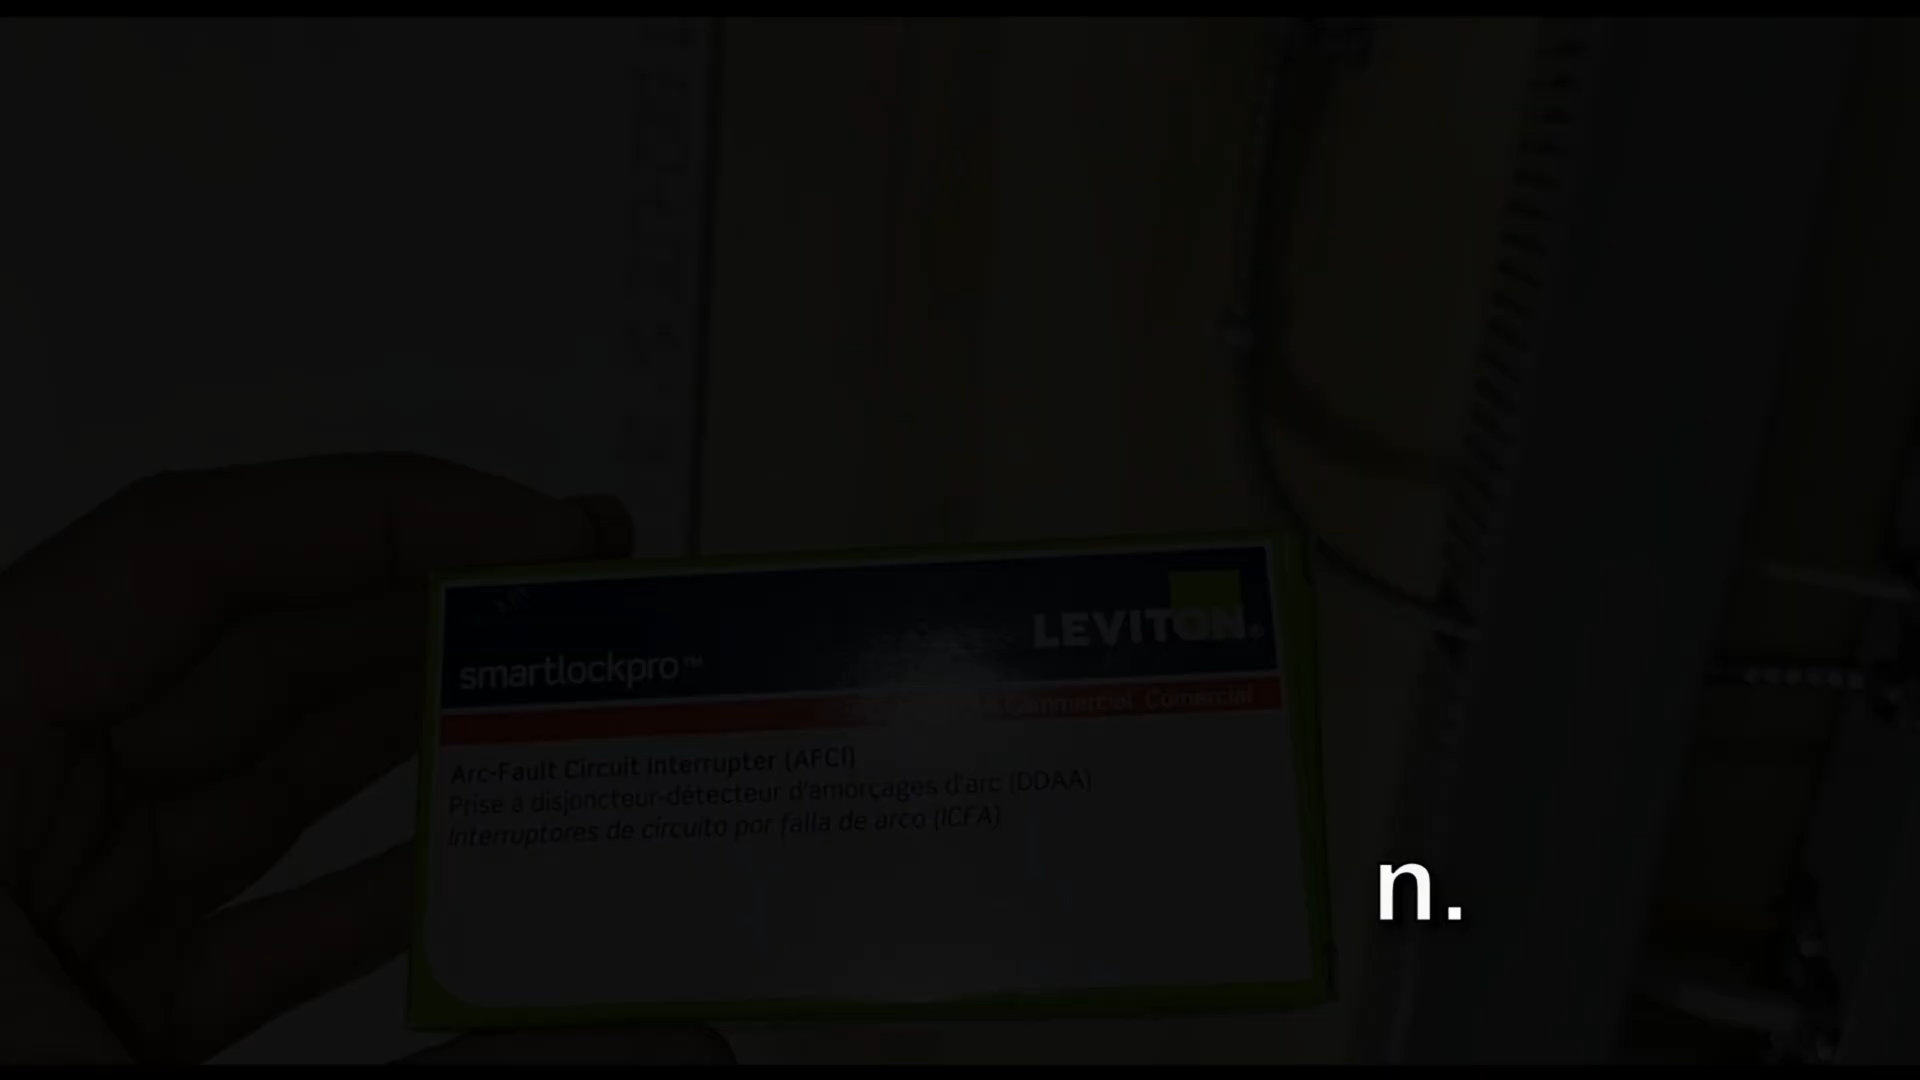 LEVITON®
smartlockpro™
Commercial Comercial
Arc-Fault Circuit Interrupter (AFCI)
Prise à disjoncteur-détecteur d'amorçages d'arc (DDAA)
Interruptores de circuito por falla de arco (ICFA)
n.